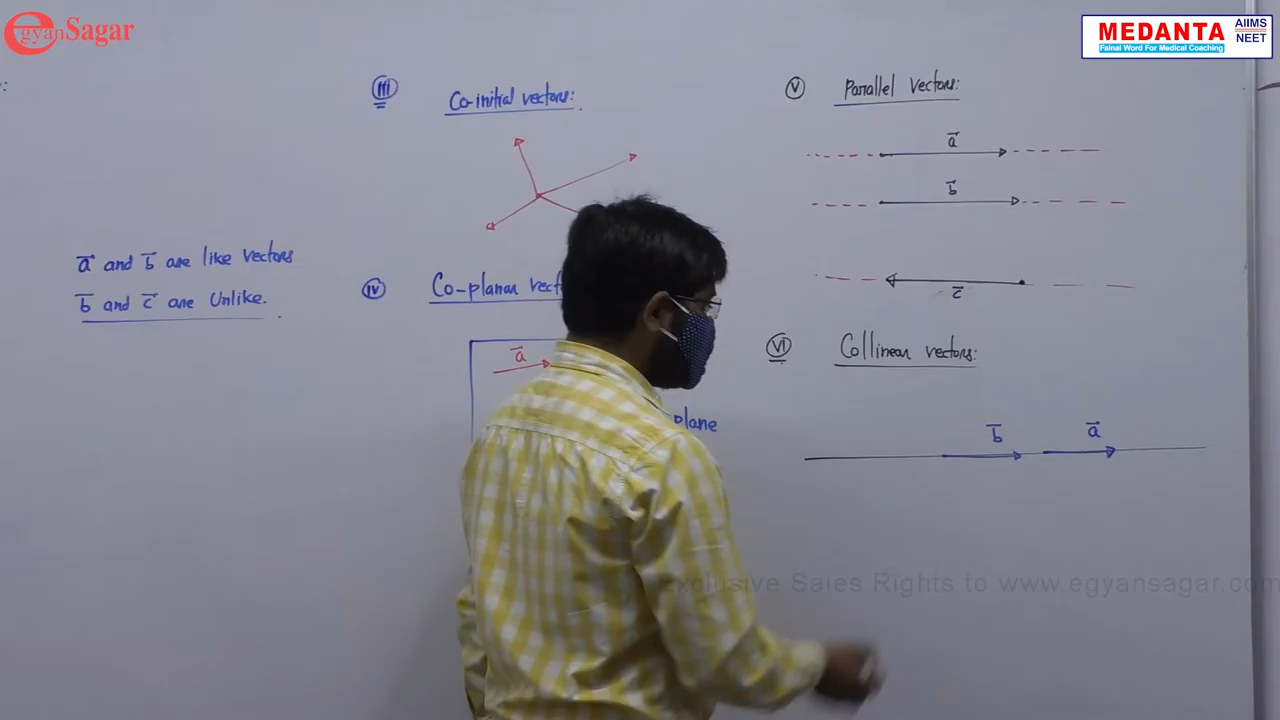 egyanSagar
MEDANTA AIIMS NEET
Fainal Word For Medical Coaching
a⃗ and b⃗ are like vectors
b⃗ and c⃗ are Unlike.
(iii) Co-initial vectors:
(iv) Co-planar
a⃗
plane
(v) Parallel vectors:
a⃗
b⃗
c⃗
(vi) Collinear vectors:
b⃗ a⃗
Exclusive Sales Rights to www.egyansagar.com